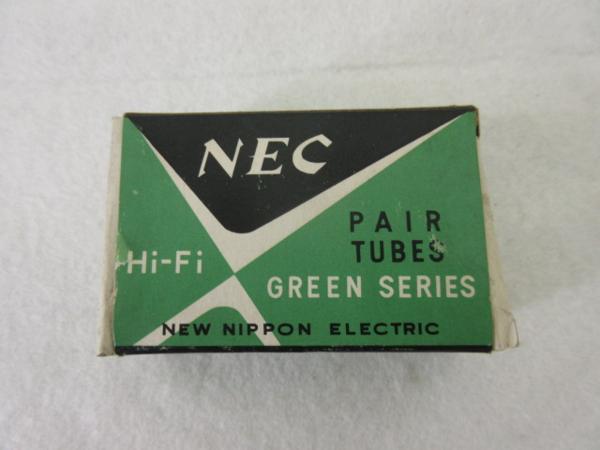 NEC
PAIR
TUBES
Hi-Fi
GREEN SERIES
NEW NIPPON ELECTRIC